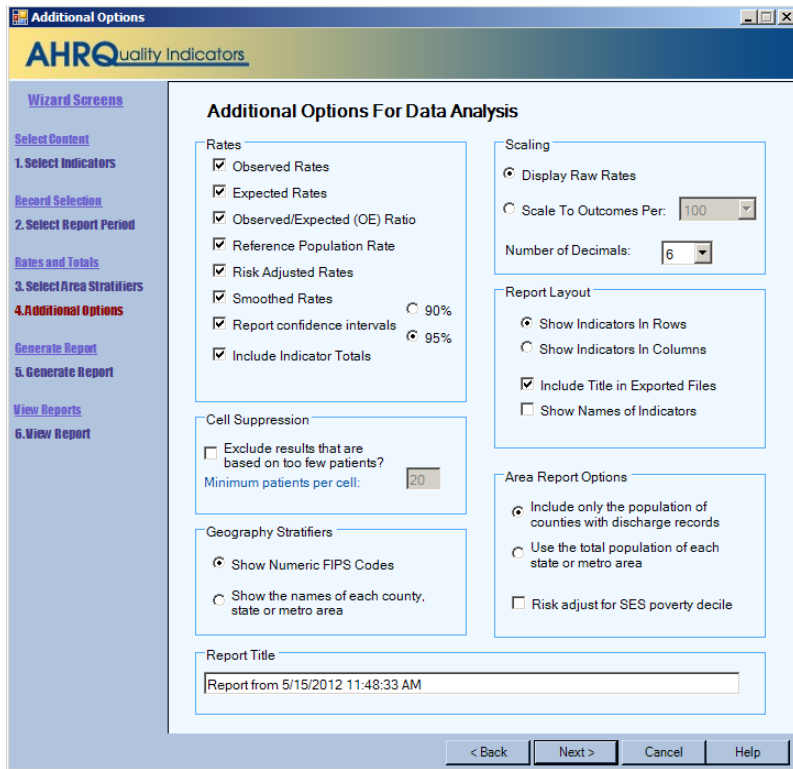 Additional Options
AHRQuality Indicators
Wizard Screens
Select Content
1. Select Indicators
Record Selection
2. Select Report Period
Rates and Totals
3. Select Area Stratifiers
4.Additional Options
Generate Report
5. Generate Report
View Reports
6.View Report
Additional Options For Data Analysis
Rates
Observed Rates
Expected Rates
Observed/Expected (OE) Ratio
Reference Population Rate
Risk Adjusted Rates
Smoothed Rates
Report confidence intervals
90%
95%
Include Indicator Totals
Cell Suppression
Exclude results that are
based on too few patients?
Minimum patients per cell: 20
Geography Stratifiers
Show Numeric FIPS Codes
Show the names of each county,
state or metro area
Scaling
Display Raw Rates
Scale To Outcomes Per: 100
Number of Decimals: 6
Report Layout
Show Indicators In Rows
Show Indicators In Columns
Include Title in Exported Files
Show Names of Indicators
Area Report Options
Include only the population of
counties with discharge records
Use the total population of each
state or metro area
Risk adjust for SES poverty decile
Report Title
Report from 5/15/2012 11:48:33 AM
< Back Next > Cancel Help